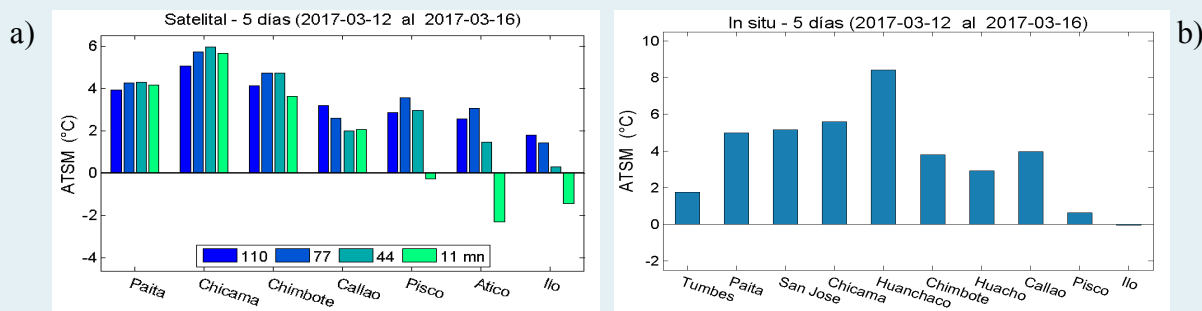 a)
Satelital - 5 días (2017-03-12 al 2017-03-16)
ATSM (°C)
6
4
2
0
-2
-4
110 77 44 11 mn
Paita Chicama Chimbote Callao Pisco Atico Ilo
b)
In situ - 5 días (2017-03-12 al 2017-03-16)
ATSM (°C)
10
8
6
4
2
0
-2
Tumbes Paita San Jose Chicama Huanchaco Chimbote Huacho Callao Pisco Ilo